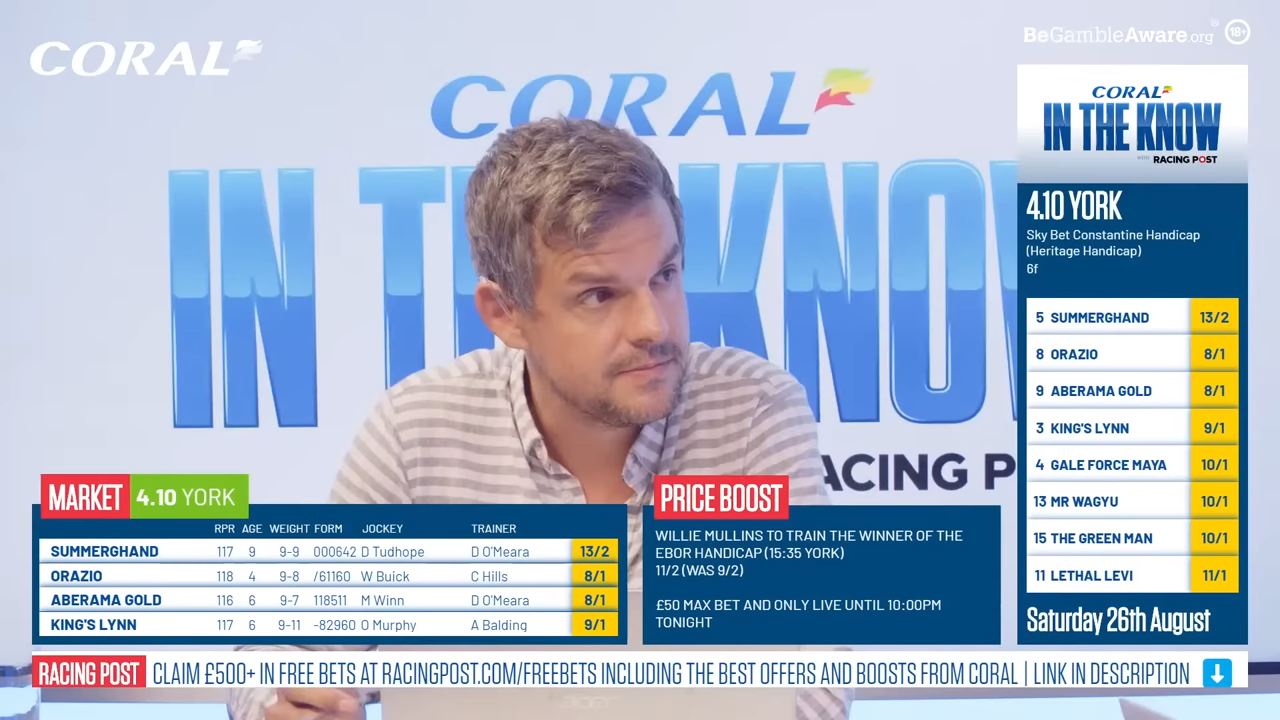 CORAL
BeGambleAware.org®
18+
CORAL
IN THE KNOW
ACING P
CORAL
IN THE KNOW
WITH RACING POST
4.10 YORK
Sky Bet Constantine Handicap
(Heritage Handicap)
6f
5 SUMMERGHAND 13/2
8 ORAZIO 8/1
9 ABERAMA GOLD 8/1
3 KING'S LYNN 9/1
4 GALE FORCE MAYA 10/1
13 MR WAGYU 10/1
15 THE GREEN MAN 10/1
11 LETHAL LEVI 11/1
Saturday 26th August
MARKET 4.10 YORK
RPR AGE WEIGHT FORM JOCKEY TRAINER
SUMMERGHAND 117 9 9-9 000642 D Tudhope D O'Meara 13/2
ORAZIO 118 4 9-8 /61160 W Buick C Hills 8/1
ABERAMA GOLD 116 6 9-7 118511 M Winn D O'Meara 8/1
KING'S LYNN 117 6 9-11 -82960 O Murphy A Balding 9/1
PRICE BOOST
WILLIE MULLINS TO TRAIN THE WINNER OF THE
EBOR HANDICAP (15:35 YORK)
11/2 (WAS 9/2)
£50 MAX BET AND ONLY LIVE UNTIL 10:00PM
TONIGHT
RACING POST CLAIM £500+ IN FREE BETS AT RACINGPOST.COM/FREEBETS INCLUDING THE BEST OFFERS AND BOOSTS FROM CORAL | LINK IN DESCRIPTION
acer